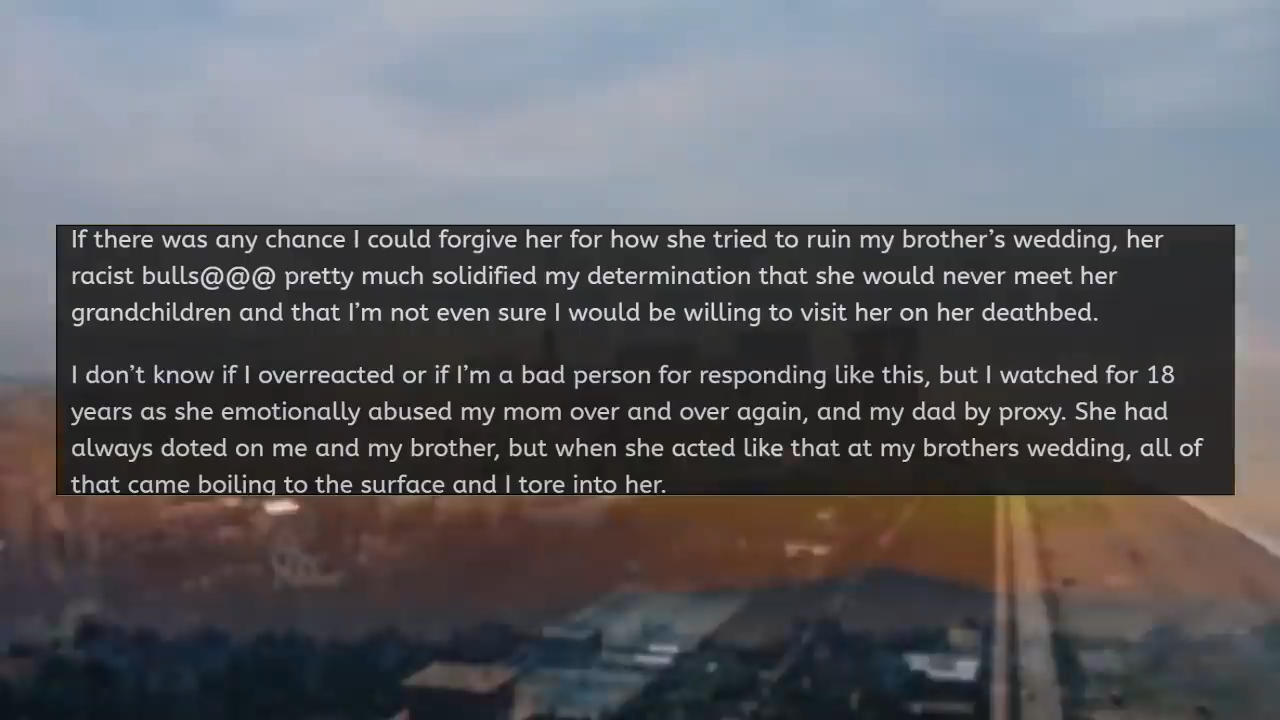 If there was any chance I could forgive her for how she tried to ruin my brother’s wedding, her
racist bulls@@@ pretty much solidified my determination that she would never meet her
grandchildren and that I’m not even sure I would be willing to visit her on her deathbed.
I don’t know if I overreacted or if I’m a bad person for responding like this, but I watched for 18
years as she emotionally abused my mom over and over again, and my dad by proxy. She had
always doted on me and my brother, but when she acted like that at my brothers wedding, all of
that came boiling to the surface and I tore into her.